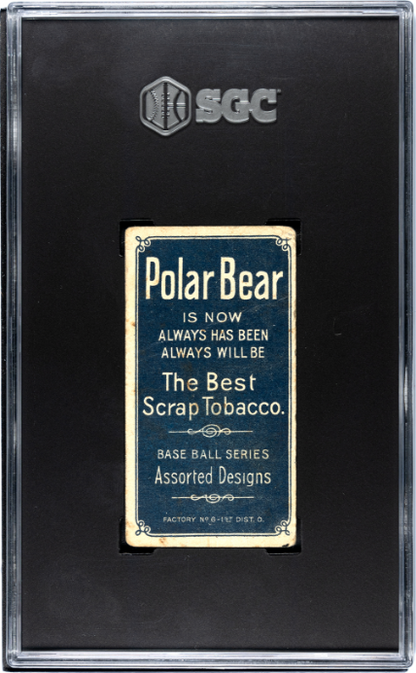 SGC
Polar Bear
IS NOW
ALWAYS HAS BEEN
ALWAYS WILL BE
The Best
Scrap Tobacco.
BASE BALL SERIES
Assorted Designs
FACTORY Nº 6-1ST DIST. O.